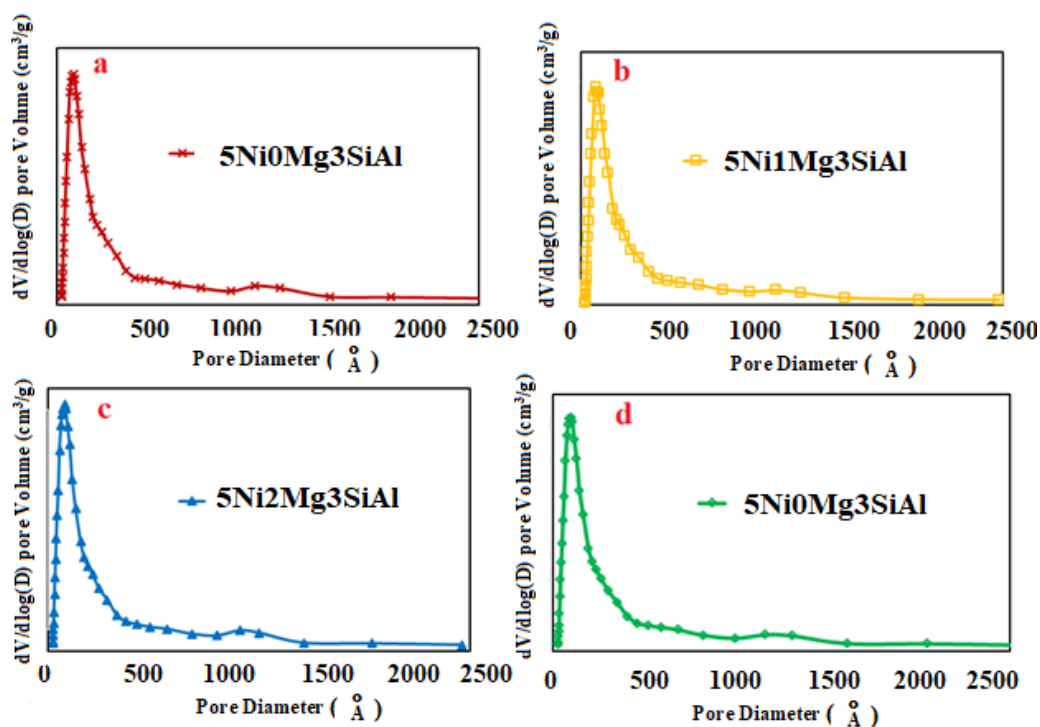 a
5Ni0Mg3SiAl
dV/dlog(D) pore Volume (cm³/g)
0 500 1000 1500 2000 2500
Pore Diameter ( Å )
b
5Ni1Mg3SiAl
dV/dlog(D) pore Volume (cm³/g)
0 500 1000 1500 2000 2500
Pore Diameter ( Å )
c
5Ni2Mg3SiAl
dV/dlog(D) pore Volume (cm³/g)
0 500 1000 1500 2000 2500
Pore Diameter ( Å )
d
5Ni0Mg3SiAl
dV/dlog(D) pore Volume (cm³/g)
0 500 1000 1500 2000 2500
Pore Diameter ( Å )